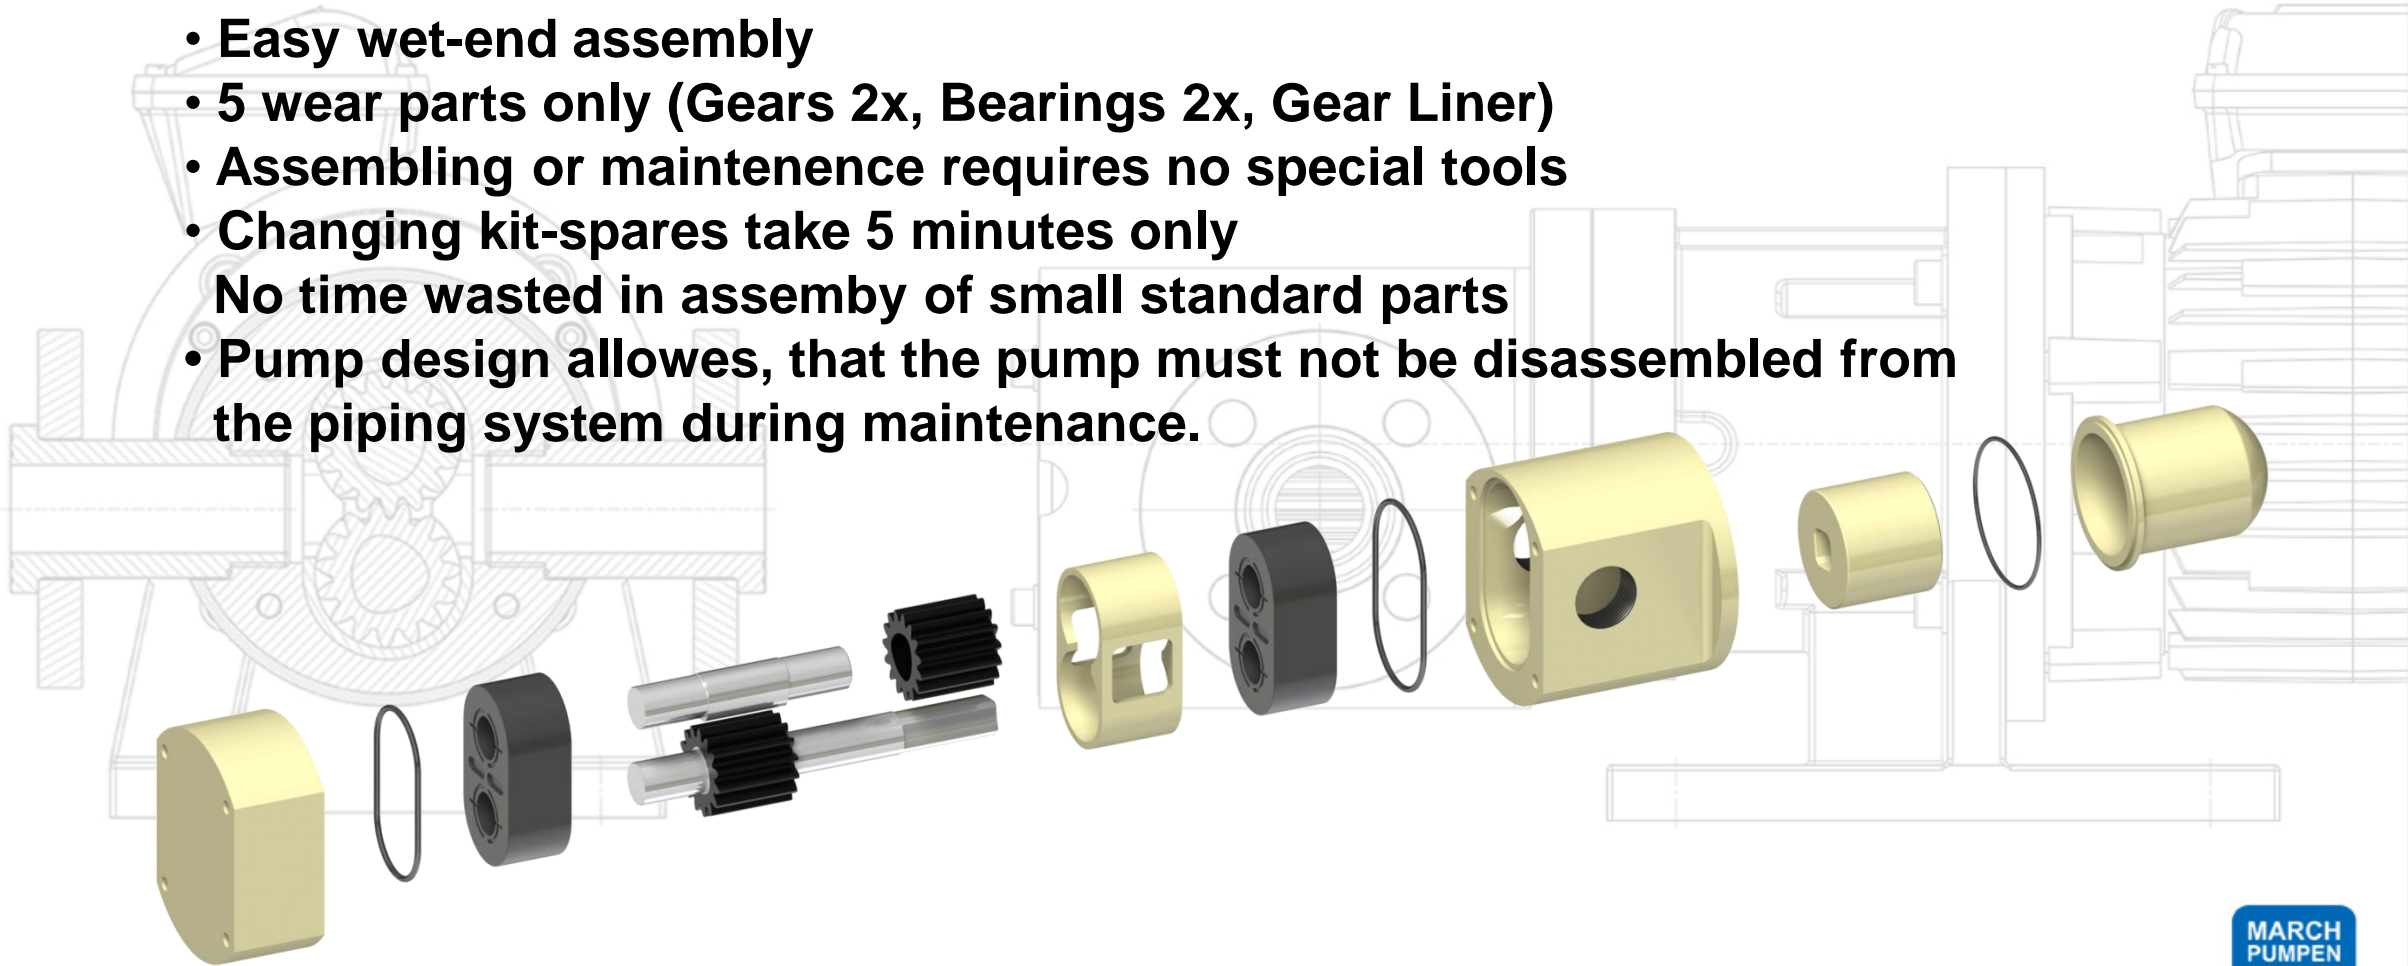 • Easy wet-end assembly
• 5 wear parts only (Gears 2x, Bearings 2x, Gear Liner)
• Assembling or maintenence requires no special tools
• Changing kit-spares take 5 minutes only
No time wasted in assemby of small standard parts
• Pump design allowes, that the pump must not be disassembled from
the piping system during maintenance.
MARCH
PUMPEN